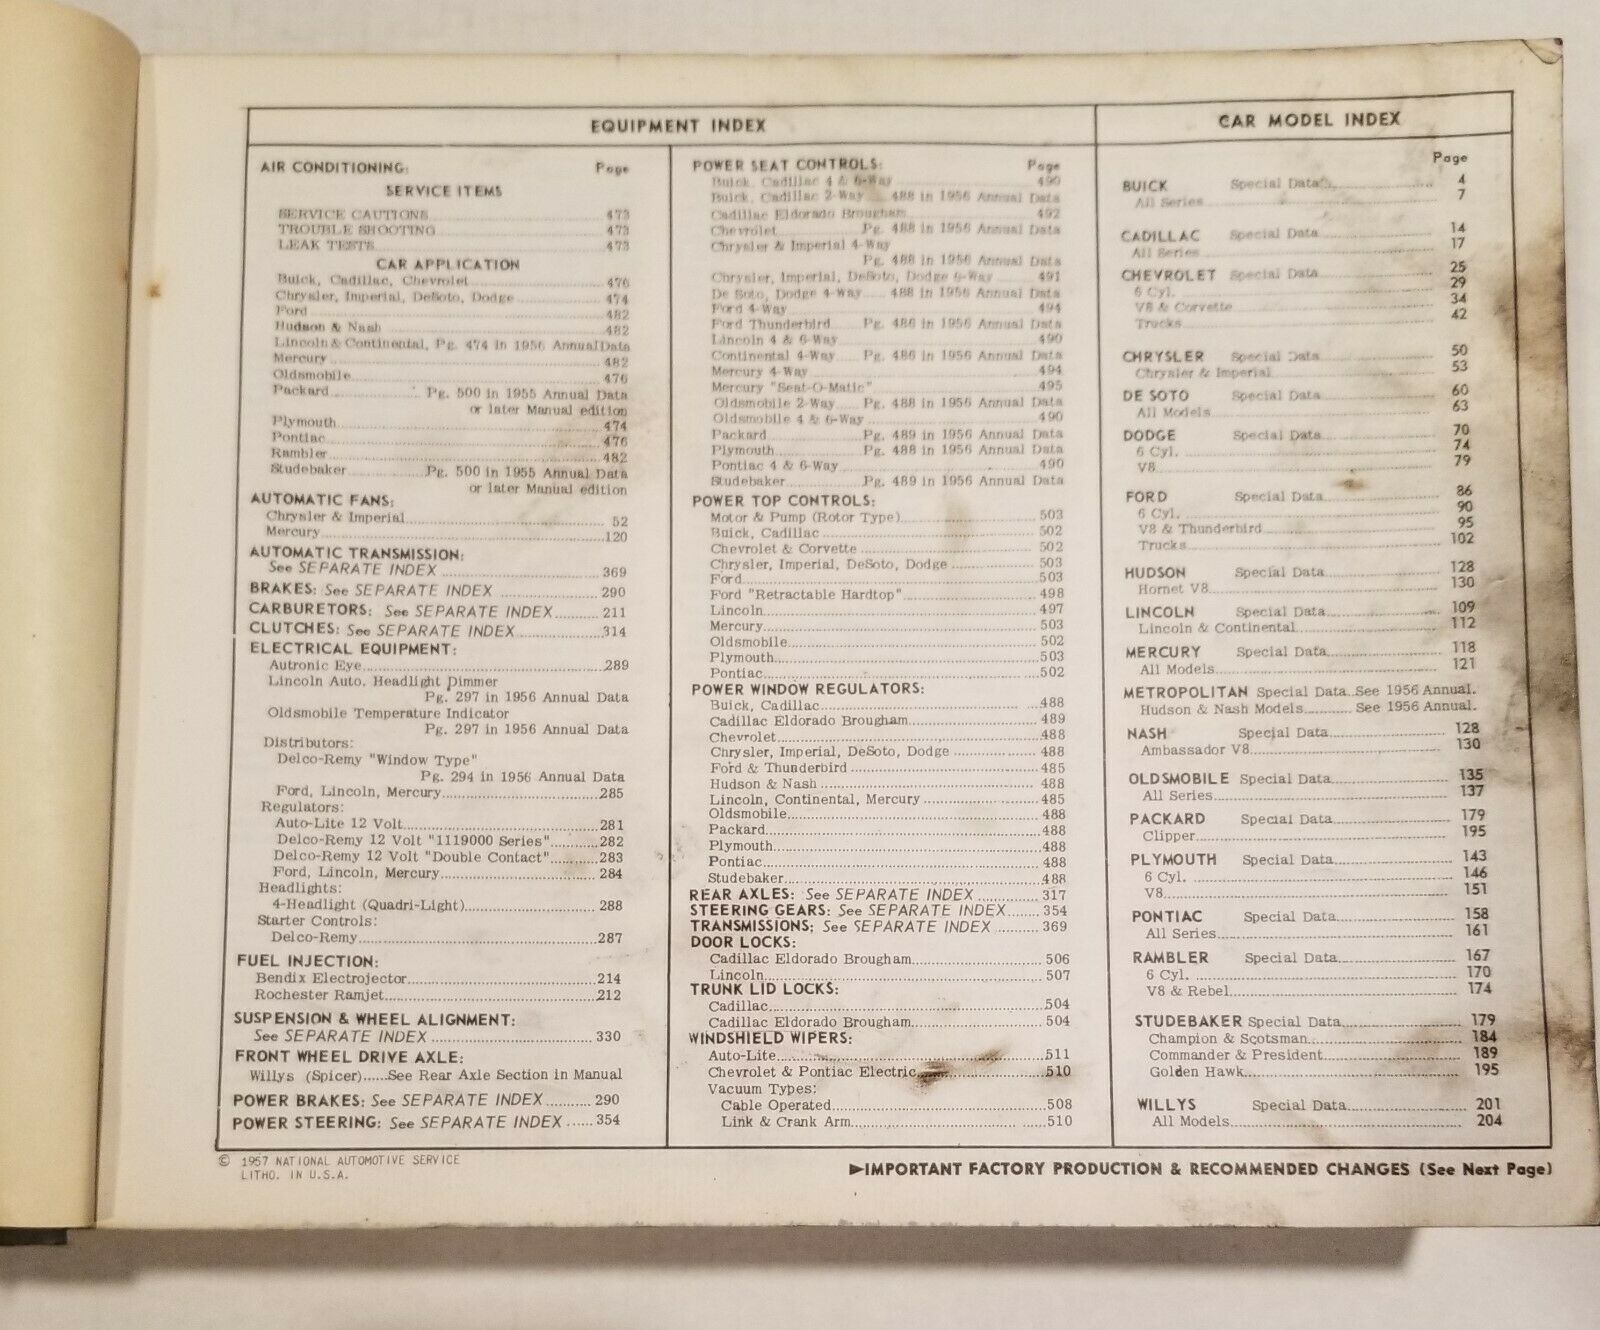 EQUIPMENT INDEX
AIR CONDITIONING: Page
SERVICE ITEMS
SERVICE CAUTIONS 473
TROUBLE SHOOTING 473
LEAK TESTS 473
CAR APPLICATION
Buick, Cadillac, Chevrolet 476
Chrysler, Imperial, DeSoto, Dodge 474
Ford 482
Hudson & Nash 482
Lincoln & Continental, Pg. 474 in 1956 Annual Data
Mercury 482
Oldsmobile 476
Packard Pg. 500 in 1955 Annual Data
or later Manual edition
Plymouth 474
Pontiac 476
Rambler 482
Studebaker Pg. 500 in 1955 Annual Data
or later Manual edition
AUTOMATIC FANS:
Chrysler & Imperial 52
Mercury 120
AUTOMATIC TRANSMISSION:
See SEPARATE INDEX 369
BRAKES: See SEPARATE INDEX 290
CARBURETORS: See SEPARATE INDEX 211
CLUTCHES: See SEPARATE INDEX 314
ELECTRICAL EQUIPMENT:
Autronic Eye 289
Lincoln Auto. Headlight Dimmer
Pg. 297 in 1956 Annual Data
Oldsmobile Temperature Indicator
Pg. 297 in 1956 Annual Data
Distributors:
Delco-Remy "Window Type"
Pg. 294 in 1956 Annual Data
Ford, Lincoln, Mercury 285
Regulators:
Auto-Lite 12 Volt 281
Delco-Remy 12 Volt "1119000 Series" 282
Delco-Remy 12 Volt "Double Contact" 283
Ford, Lincoln, Mercury 284
Headlights:
4-Headlight (Quadri-Light) 288
Starter Controls:
Delco-Remy 287
FUEL INJECTION:
Bendix Electrojector 214
Rochester Ramjet 212
SUSPENSION & WHEEL ALIGNMENT:
See SEPARATE INDEX 330
FRONT WHEEL DRIVE AXLE:
Willys (Spicer) See Rear Axle Section in Manual
POWER BRAKES: See SEPARATE INDEX 290
POWER STEERING: See SEPARATE INDEX 354
POWER SEAT CONTROLS: Page
Buick, Cadillac 4 & 6-Way 490
Buick, Cadillac 2-Way 488 in 1956 Annual Data
Cadillac Eldorado Brougham 492
Chevrolet Pg. 488 in 1956 Annual Data
Chrysler & Imperial 4-Way
Pg. 488 in 1956 Annual Data
Chrysler, Imperial, DeSoto, Dodge 6-Way 491
De Soto, Dodge 4-Way 488 in 1956 Annual Data
Ford 4-Way 494
Ford Thunderbird Pg. 486 in 1956 Annual Data
Lincoln 4 & 6-Way 490
Continental 4-Way Pg. 486 in 1956 Annual Data
Mercury 4-Way 494
Mercury "Seat-O-Matic" 495
Oldsmobile 2-Way Pg. 488 in 1956 Annual Data
Oldsmobile 4 & 6-Way 490
Packard Pg. 489 in 1956 Annual Data
Plymouth Pg. 488 in 1956 Annual Data
Pontiac 4 & 6-Way 490
Studebaker Pg. 489 in 1956 Annual Data
POWER TOP CONTROLS:
Motor & Pump (Rotor Type) 503
Buick, Cadillac 502
Chevrolet & Corvette 502
Chrysler, Imperial, DeSoto, Dodge 503
Ford 503
Ford "Retractable Hardtop" 498
Lincoln 497
Mercury 503
Oldsmobile 502
Plymouth 503
Pontiac 502
POWER WINDOW REGULATORS:
Buick, Cadillac 488
Cadillac Eldorado Brougham 489
Chevrolet 488
Chrysler, Imperial, DeSoto, Dodge 488
Ford & Thunderbird 485
Hudson & Nash 488
Lincoln, Continental, Mercury 485
Oldsmobile 488
Packard 488
Plymouth 488
Pontiac 488
Studebaker 488
REAR AXLES: See SEPARATE INDEX 317
STEERING GEARS: See SEPARATE INDEX 354
TRANSMISSIONS: See SEPARATE INDEX 369
DOOR LOCKS:
Cadillac Eldorado Brougham 506
Lincoln 507
TRUNK LID LOCKS:
Cadillac 504
Cadillac Eldorado Brougham 504
WINDSHIELD WIPERS:
Auto-Lite 511
Chevrolet & Pontiac Electric 510
Vacuum Types:
Cable Operated 508
Link & Crank Arm 510
CAR MODEL INDEX
Page
BUICK Special Data 4
All Series 7
CADILLAC Special Data 14
All Series 17
CHEVROLET Special Data 25
6 Cyl. 29
V8 & Corvette 34
Trucks 42
CHRYSLER Special Data 50
Chrysler & Imperial 53
DE SOTO Special Data 60
All Models 63
DODGE Special Data 70
6 Cyl. 74
V8 79
FORD Special Data 86
6 Cyl. 90
V8 & Thunderbird 95
Trucks 102
HUDSON Special Data 128
Hornet V8 130
LINCOLN Special Data 109
Lincoln & Continental 112
MERCURY Special Data 118
All Models 121
METROPOLITAN Special Data See 1956 Annual.
Hudson & Nash Models See 1956 Annual.
NASH Special Data 128
Ambassador V8 130
OLDSMOBILE Special Data 135
All Series 137
PACKARD Special Data 179
Clipper 195
PLYMOUTH Special Data 143
6 Cyl. 146
V8 151
PONTIAC Special Data 158
All Series 161
RAMBLER Special Data 167
6 Cyl. 170
V8 & Rebel 174
STUDEBAKER Special Data 179
Champion & Scotsman 184
Commander & President 189
Golden Hawk 195
WILLYS Special Data 201
All Models 204
© 1957 NATIONAL AUTOMOTIVE SERVICE
LITHO. IN U.S.A.
►IMPORTANT FACTORY PRODUCTION & RECOMMENDED CHANGES (See Next Page)